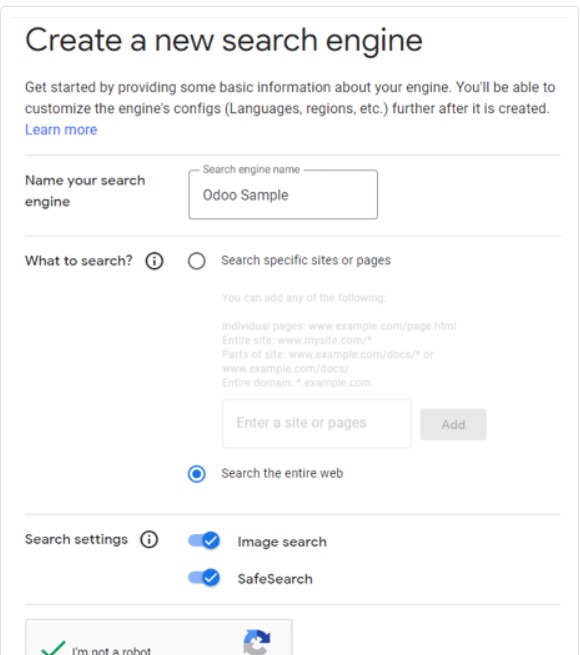 Create a new search engine
Get started by providing some basic information about your engine. You'll be able to
customize the engine's configs (Languages, regions, etc.) further after it is created.
Learn more
Name your search
engine
Search engine name
Odoo Sample
What to search?
Search specific sites or pages
You can add any of the following:
Individual pages: www.example.com/page.html
Entire site: www.mysite.com/*
Parts of site: www.example.com/docs/* or
www.example.com/docs/
Entire domain: *.example.com
Enter a site or pages
Add
Search the entire web
Search settings
Image search
SafeSearch
I'm not a robot